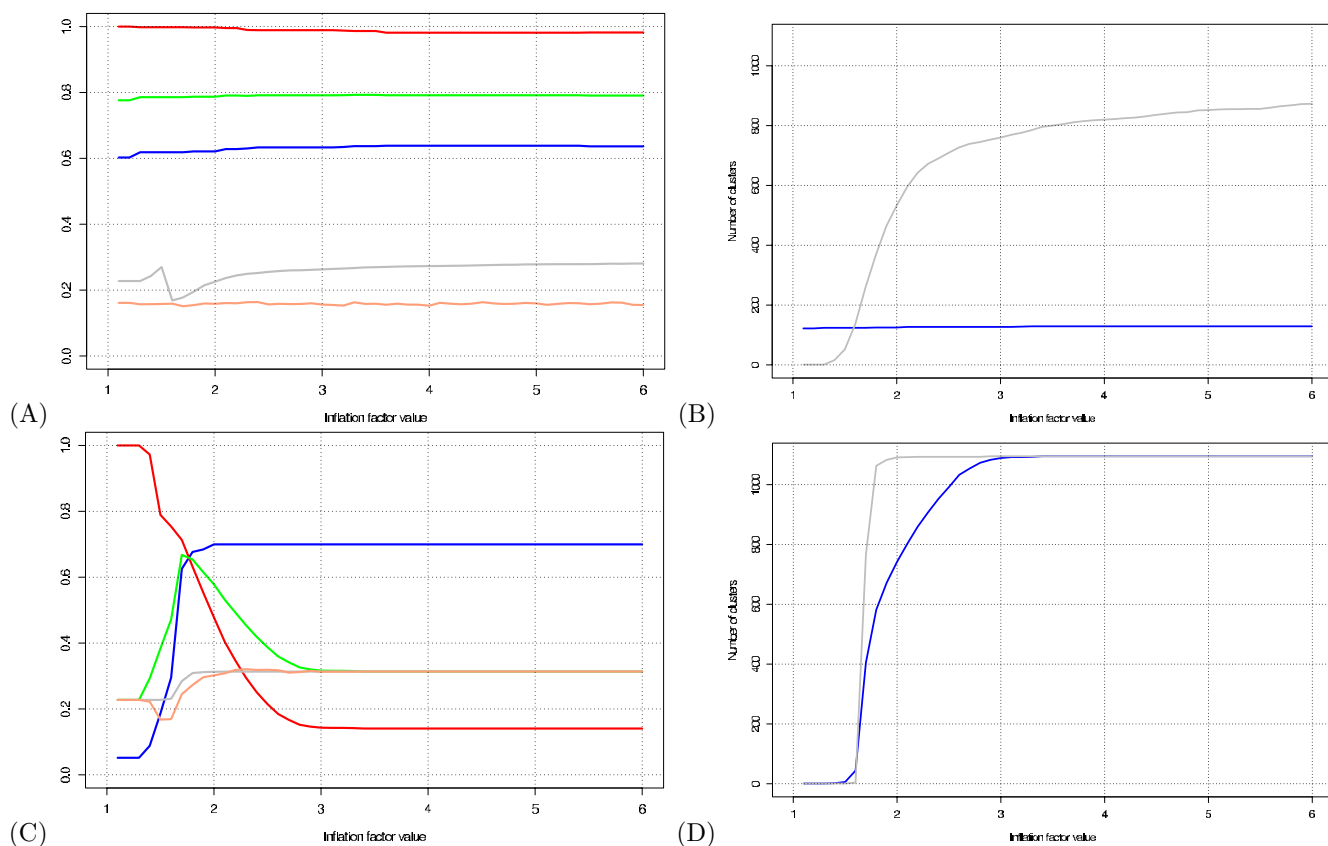 0.0 0.2 0.4 0.6 0.8 1.0
1 2 3 4 5 6
Inflation factor value
(A)
Number of clusters
0 200 400 600 800 1000
1 2 3 4 5 6
Inflation factor value
(B)
0.0 0.2 0.4 0.6 0.8 1.0
1 2 3 4 5 6
Inflation factor value
(C)
Number of clusters
0 200 400 600 800 1000
1 2 3 4 5 6
Inflation factor value
(D)